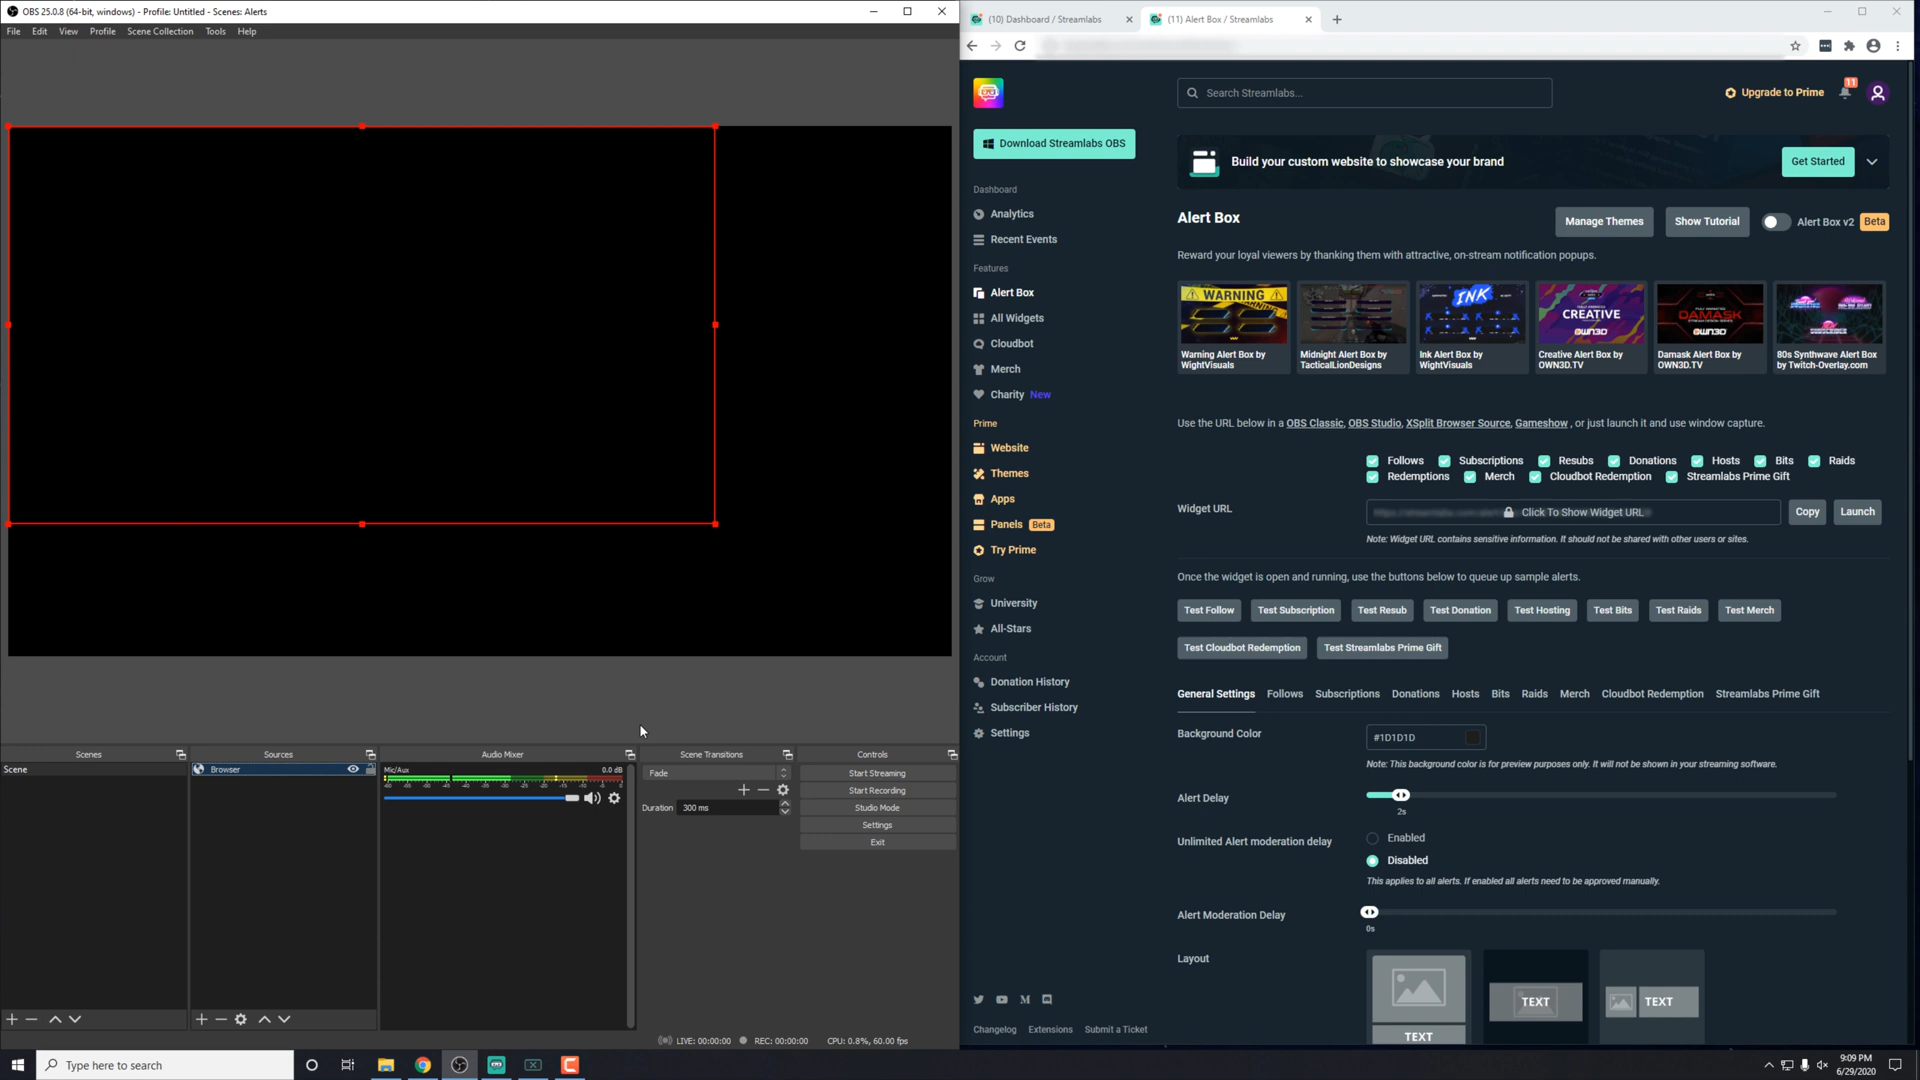 OBS 25.0.8 (64-bit, windows) - Profile: Untitled - Scenes: Alerts
File Edit View Profile Scene Collection Tools Help
Scenes
Scene
Sources
Browser
Audio Mixer
Mic/Aux 0.0 dB
-60 -55 -50 -45 -40 -35 -30 -25 -20 -15 -10 -5 0
Scene Transitions
Fade
Duration 300 ms
Controls
Start Streaming
Start Recording
Studio Mode
Settings
Exit
LIVE: 00:00:00 REC: 00:00:00 CPU: 0.8%, 60.00 fps
(10) Dashboard / Streamlabs
(11) Alert Box / Streamlabs
Search Streamlabs...
Upgrade to Prime
11
Download Streamlabs OBS
Dashboard
Analytics
Recent Events
Features
Alert Box
All Widgets
Cloudbot
Merch
Charity New
Prime
Website
Themes
Apps
Panels Beta
Try Prime
Grow
University
All-Stars
Account
Donation History
Subscriber History
Settings
Changelog Extensions Submit a Ticket
Build your custom website to showcase your brand
Get Started
Alert Box
Manage Themes
Show Tutorial
Alert Box v2 Beta
Reward your loyal viewers by thanking them with attractive, on-stream notification popups.
WARNING
Warning Alert Box by
WightVisuals
Midnight Alert Box by
TacticalLionDesigns
INK
Ink Alert Box by
WightVisuals
CREATIVE
OWN3D
Creative Alert Box by
OWN3D.TV
DAMASK
OWN3D
Damask Alert Box by
OWN3D.TV
80s Synthwave Alert Box
by Twitch-Overlay.com
Use the URL below in a OBS Classic, OBS Studio, XSplit Browser Source, Gameshow , or just launch it and use window capture.
Follows Subscriptions Resubs Donations Hosts Bits Raids
Redemptions Merch Cloudbot Redemption Streamlabs Prime Gift
Widget URL
Click To Show Widget URL
Copy
Launch
Note: Widget URL contains sensitive information. It should not be shared with other users or sites.
Once the widget is open and running, use the buttons below to queue up sample alerts.
Test Follow Test Subscription Test Resub Test Donation Test Hosting Test Bits Test Raids Test Merch
Test Cloudbot Redemption Test Streamlabs Prime Gift
General Settings Follows Subscriptions Donations Hosts Bits Raids Merch Cloudbot Redemption Streamlabs Prime Gift
Background Color
#1D1D1D
Note: This background color is for preview purposes only. It will not be shown in your streaming software.
Alert Delay
2s
Unlimited Alert moderation delay
Enabled
Disabled
This applies to all alerts. If enabled all alerts need to be approved manually.
Alert Moderation Delay
0s
Layout
TEXT
TEXT
TEXT
Type here to search
9:09 PM
6/29/2020